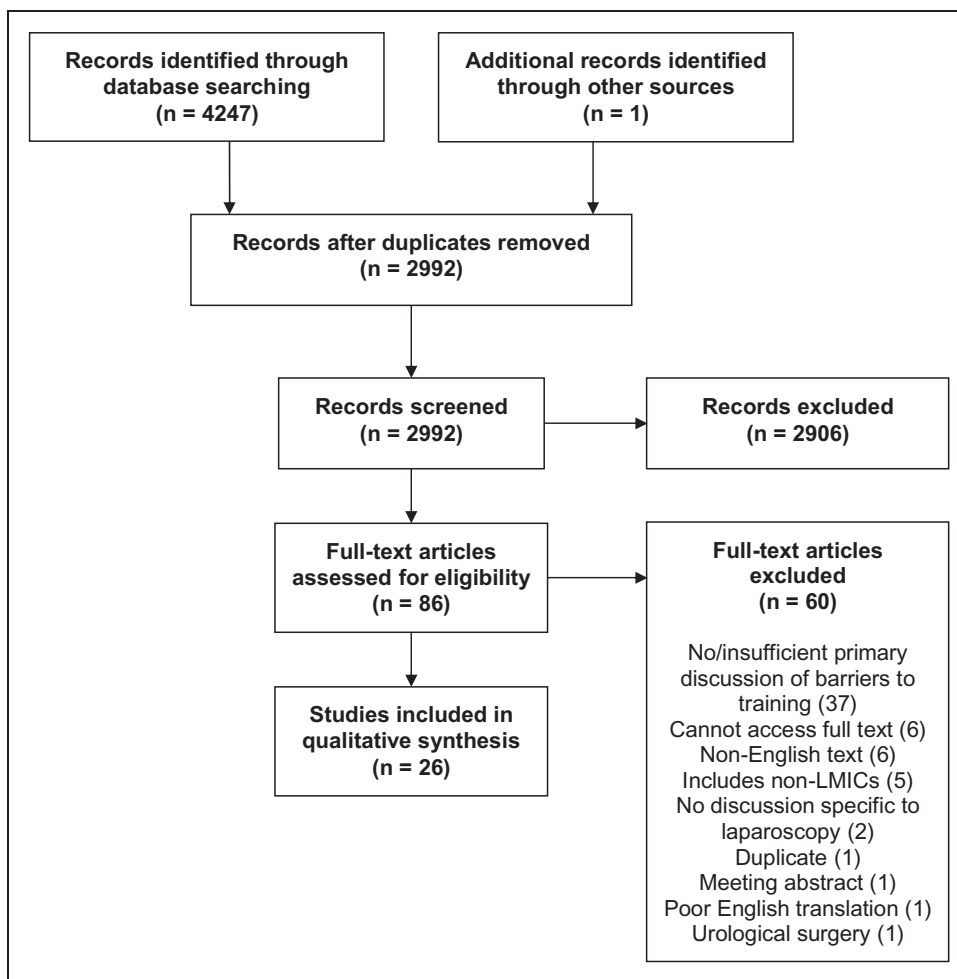 Records identified through
database searching
(n = 4247)
Additional records identified
through other sources
(n = 1)
Records after duplicates removed
(n = 2992)
Records screened
(n = 2992)
Records excluded
(n = 2906)
Full-text articles
assessed for eligibility
(n = 86)
Full-text articles
excluded
(n = 60)
No/insufficient primary
discussion of barriers to
training (37)
Cannot access full text (6)
Non-English text (6)
Includes non-LMICs (5)
No discussion specific to
laparoscopy (2)
Duplicate (1)
Meeting abstract (1)
Poor English translation (1)
Urological surgery (1)
Studies included in
qualitative synthesis
(n = 26)